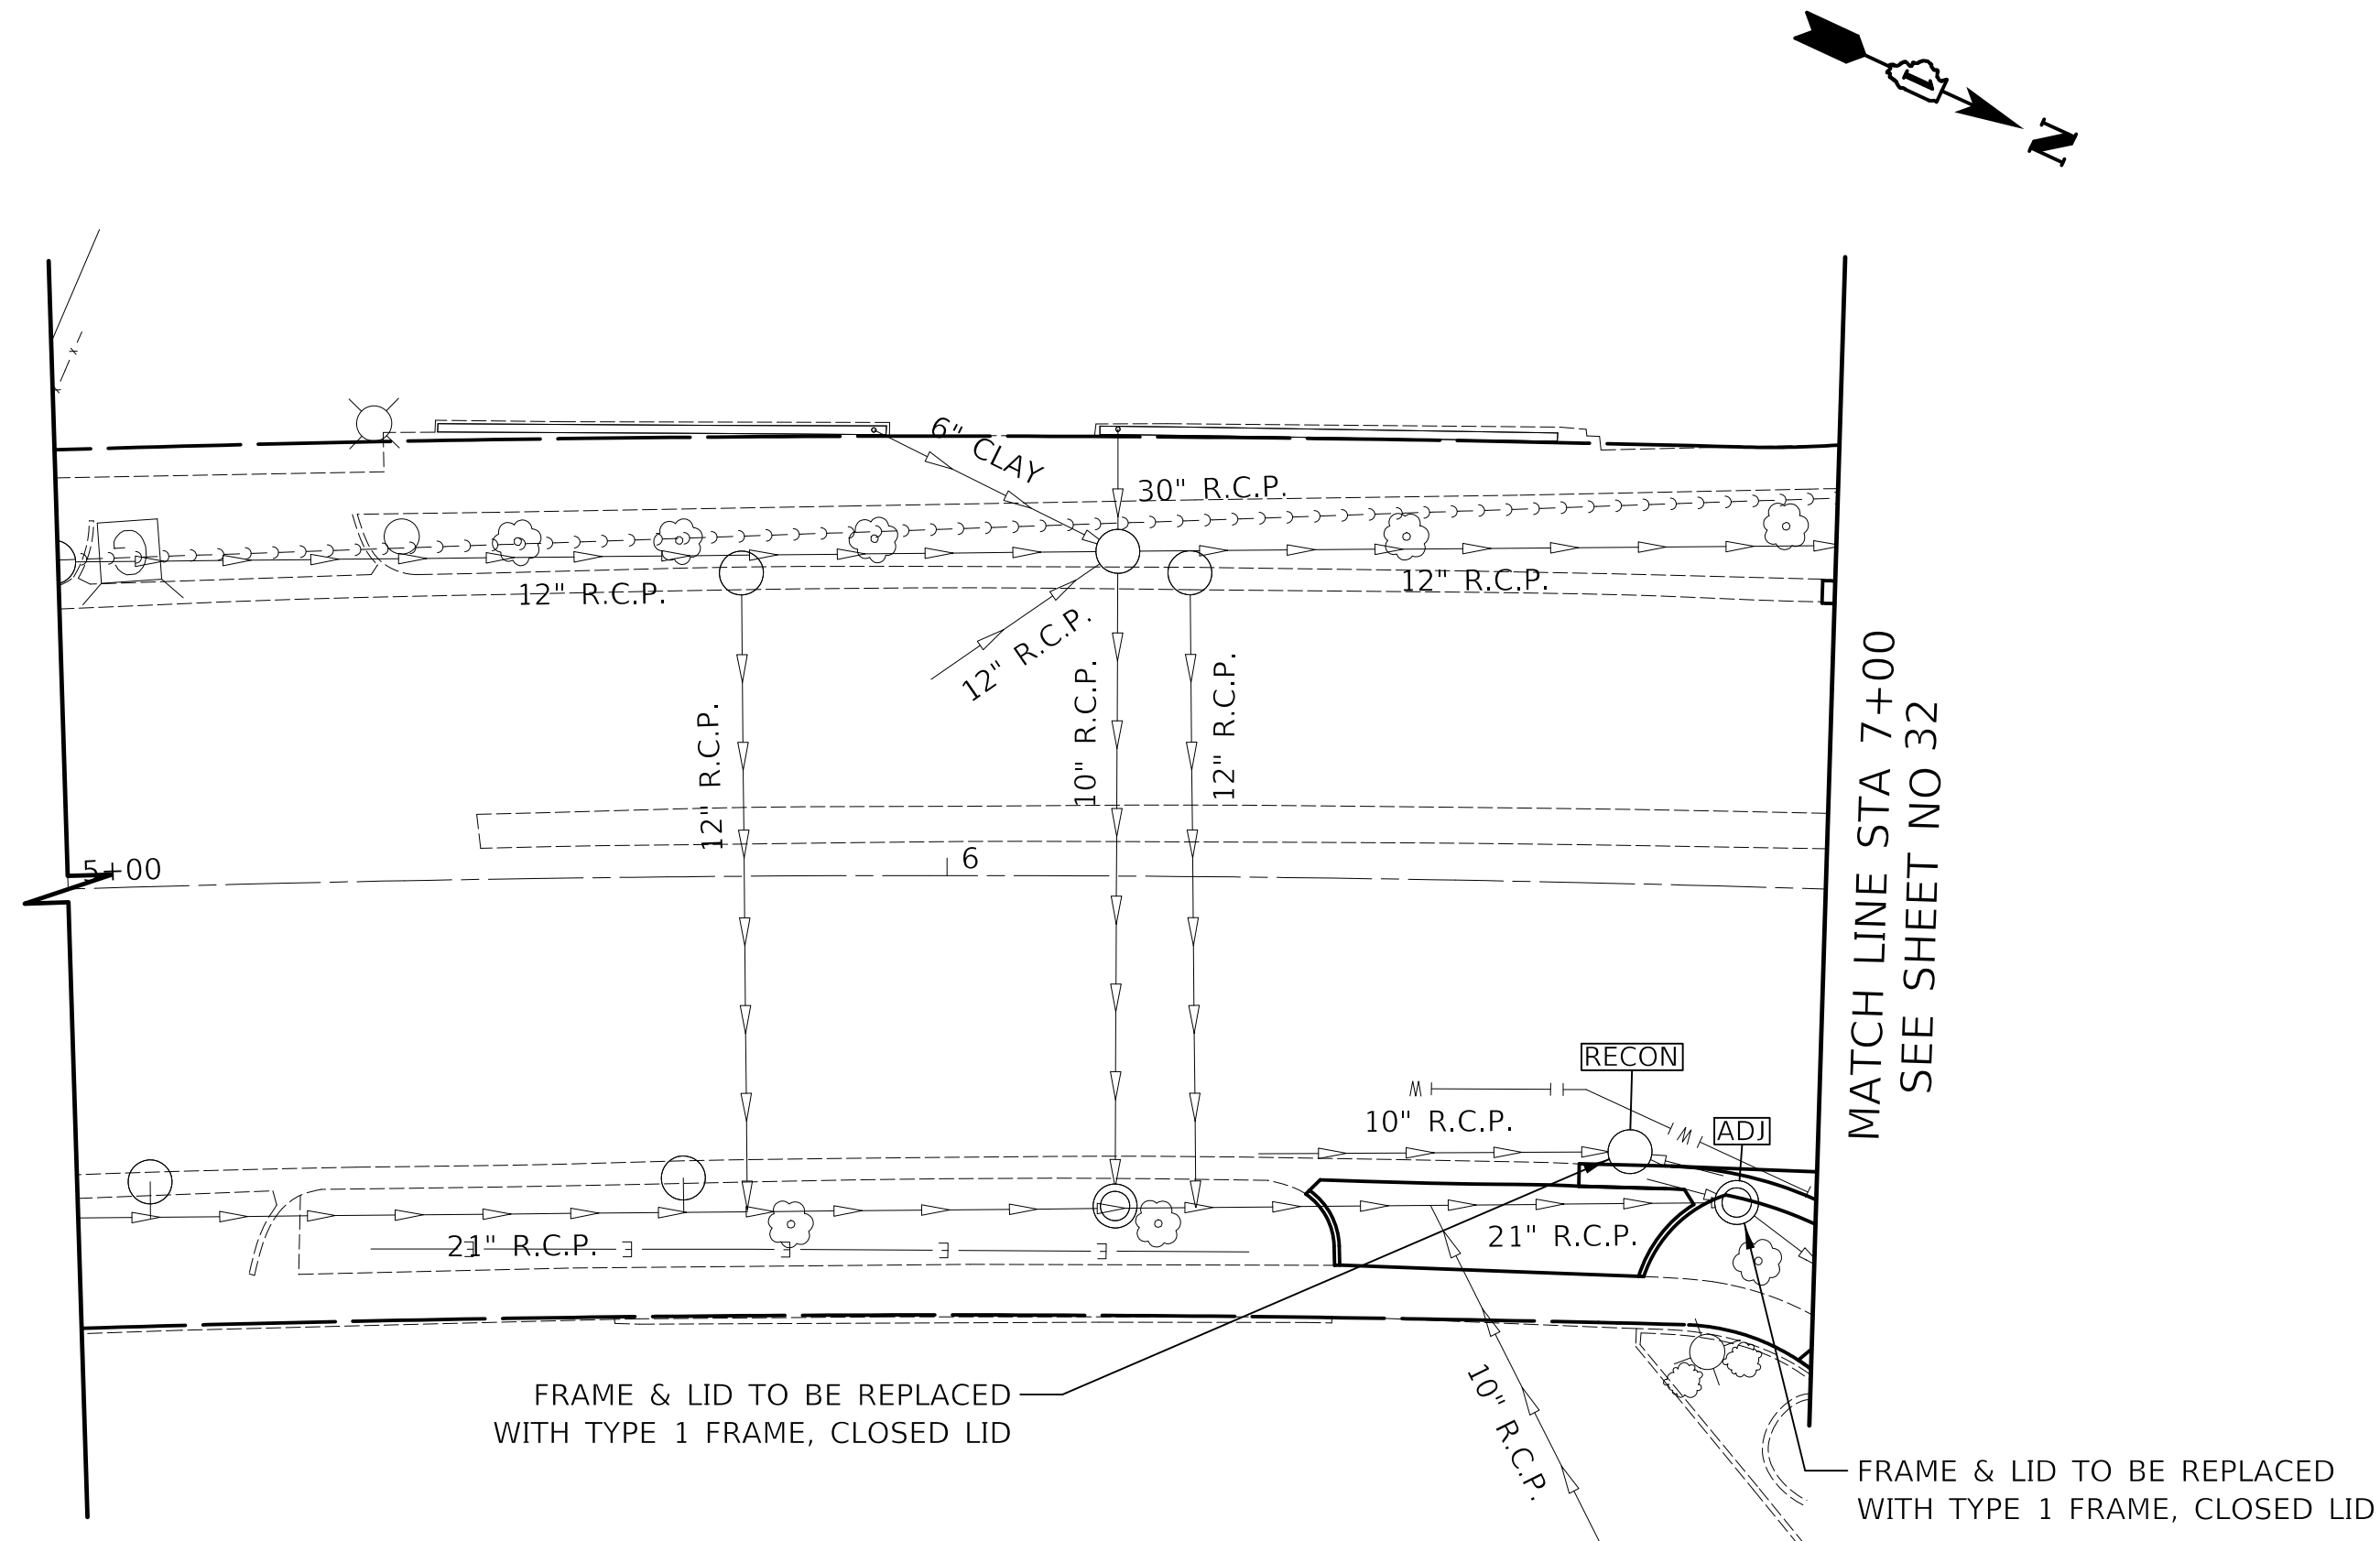 N
6" CLAY
30" R.C.P.
12" R.C.P.
12" R.C.P.
12" R.C.P.
12" R.C.P.
10" R.C.P.
12" R.C.P.
MATCH LINE STA 7+00
SEE SHEET NO 32
5+00
6
RECON
W
10" R.C.P.
W
ADJ
21" R.C.P.
E E E E E
21" R.C.P.
10" R.C.P.
FRAME & LID TO BE REPLACED
WITH TYPE 1 FRAME, CLOSED LID
FRAME & LID TO BE REPLACED
WITH TYPE 1 FRAME, CLOSED LID